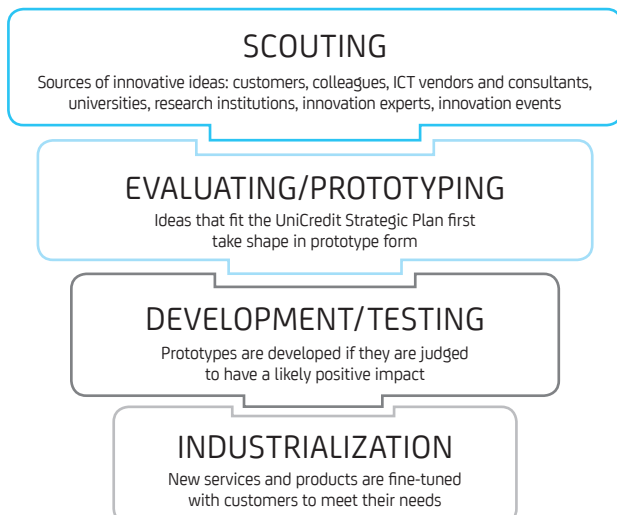 SCOUTING
Sources of innovative ideas: customers, colleagues, ICT vendors and consultants,
universities, research institutions, innovation experts, innovation events
EVALUATING/PROTOTYPING
Ideas that fit the UniCredit Strategic Plan first
take shape in prototype form
DEVELOPMENT/TESTING
Prototypes are developed if they are judged
to have a likely positive impact
INDUSTRIALIZATION
New services and products are fine-tuned
with customers to meet their needs